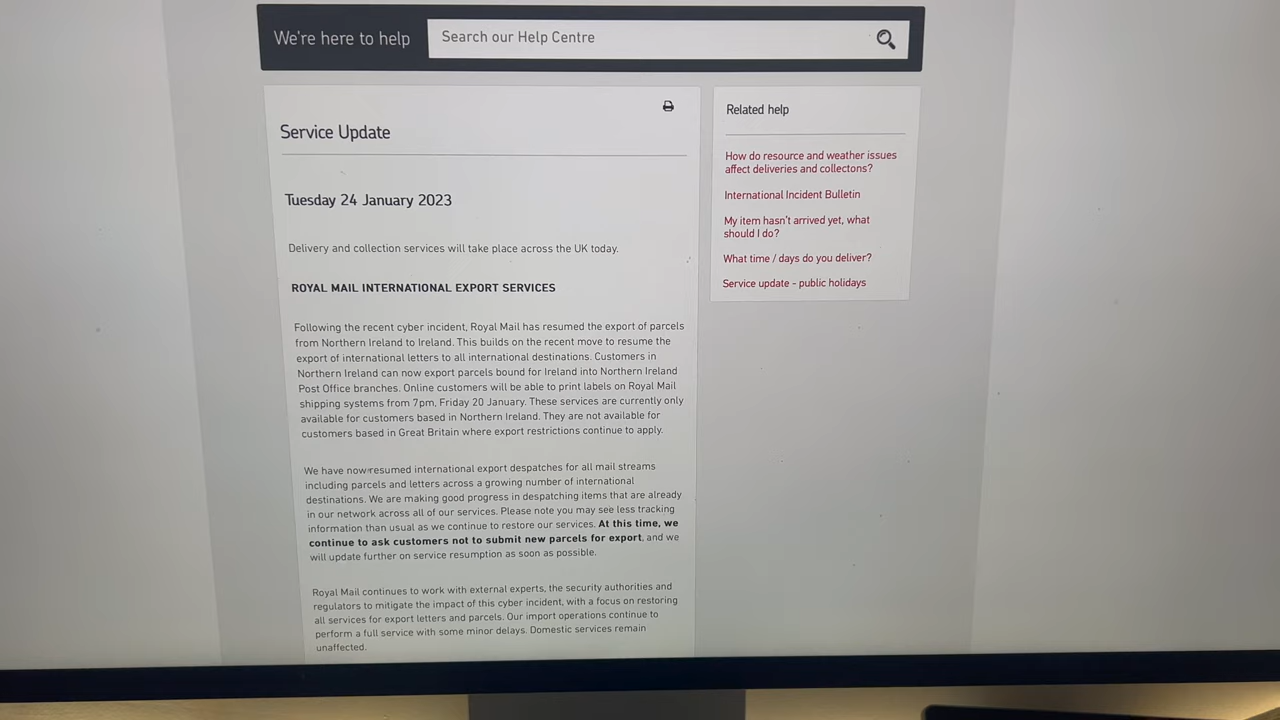 We're here to help
Search our Help Centre
Service Update
Tuesday 24 January 2023
Delivery and collection services will take place across the UK today.
ROYAL MAIL INTERNATIONAL EXPORT SERVICES
Following the recent cyber incident, Royal Mail has resumed the export of parcels
from Northern Ireland to Ireland. This builds on the recent move to resume the
export of international letters to all international destinations. Customers in
Northern Ireland can now export parcels bound for Ireland into Northern Ireland
Post Office branches. Online customers will be able to print labels on Royal Mail
shipping systems from 7pm, Friday 20 January. These services are currently only
available for customers based in Northern Ireland. They are not available for
customers based in Great Britain where export restrictions continue to apply.
We have now resumed international export despatches for all mail streams
including parcels and letters across a growing number of international
destinations. We are making good progress in despatching items that are already
in our network across all of our services. Please note you may see less tracking
information than usual as we continue to restore our services. At this time, we
continue to ask customers not to submit new parcels for export, and we
will update further on service resumption as soon as possible.
Royal Mail continues to work with external experts, the security authorities and
regulators to mitigate the impact of this cyber incident, with a focus on restoring
all services for export letters and parcels. Our import operations continue to
perform a full service with some minor delays. Domestic services remain
unaffected.
Related help
How do resource and weather issues
affect deliveries and collectons?
International Incident Bulletin
My item hasn't arrived yet, what
should I do?
What time / days do you deliver?
Service update - public holidays